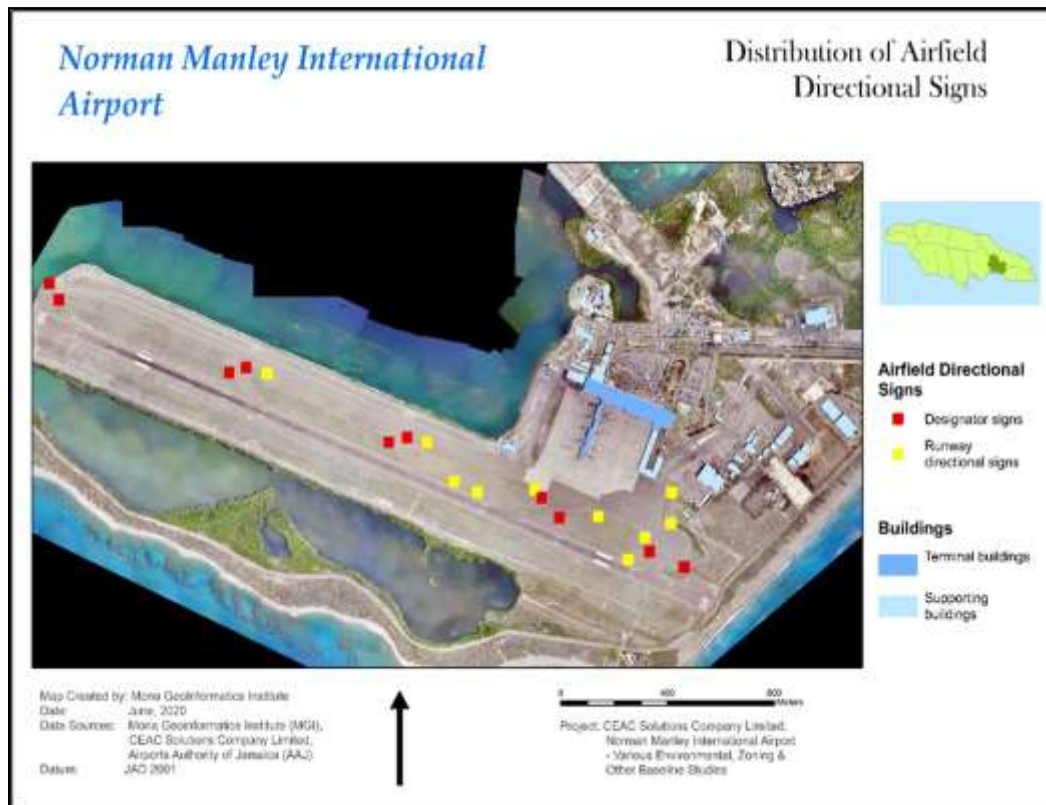 Norman Manley International
Airport
Distribution of Airfield
Directional Signs
Airfield Directional
Signs
Designator signs
Runway
directional signs
Buildings
Terminal buildings
Supporting
buildings
Map Created by: Mona GeoInformatics Institute
Date: June, 2020
Data Sources: Mona GeoInformatics Institute (MGI),
CEAC Solutions Company Limited,
Airports Authority of Jamaica (AAJ)
Datum: JAD 2001
0 400 800
Meters
Project: CEAC Solutions Company Limited:
Norman Manley International Airport
- Various Environmental, Zoning &
Other Baseline Studies